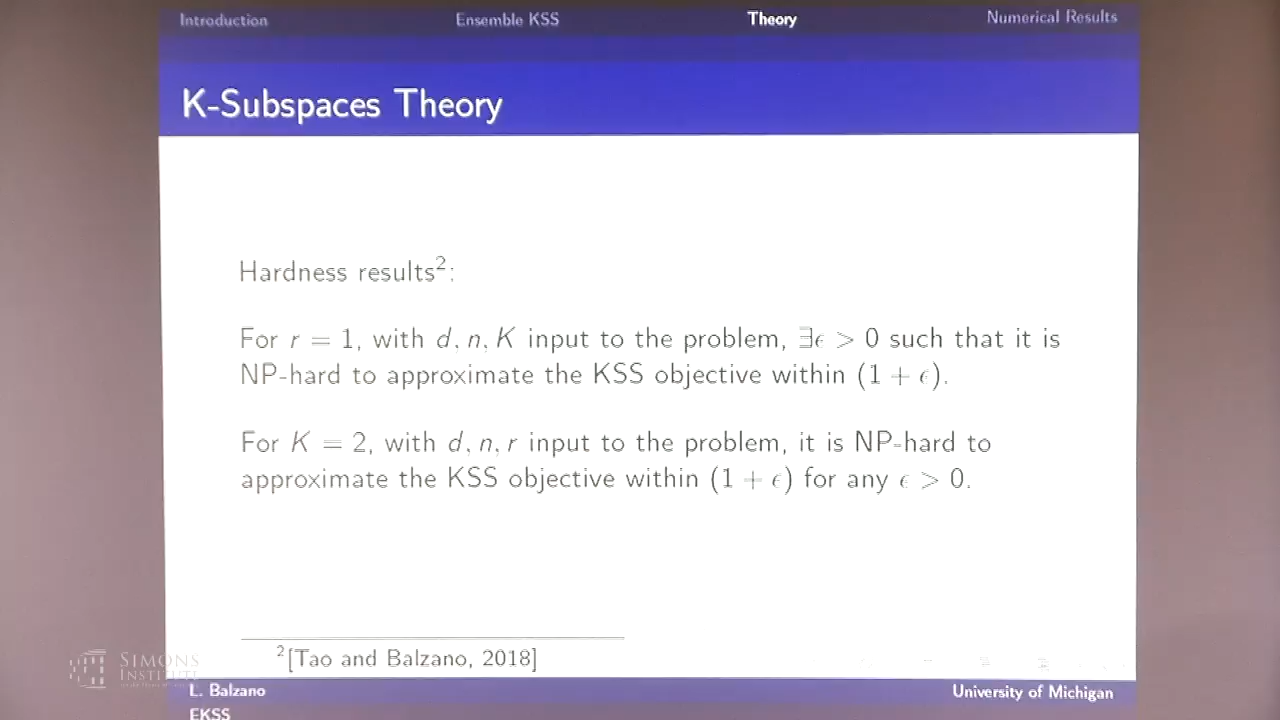 Introduction Ensemble KSS Theory Numerical Results
K-Subspaces Theory
Hardness results²:
For r = 1, with d, n, K input to the problem, ∃ϵ > 0 such that it is
NP-hard to approximate the KSS objective within (1 + ϵ).
For K = 2, with d, n, r input to the problem, it is NP-hard to
approximate the KSS objective within (1 + ϵ) for any ϵ > 0.
²[Tao and Balzano, 2018]
SIMONS
INSTITUTE
L. Balzano University of Michigan
EKSS